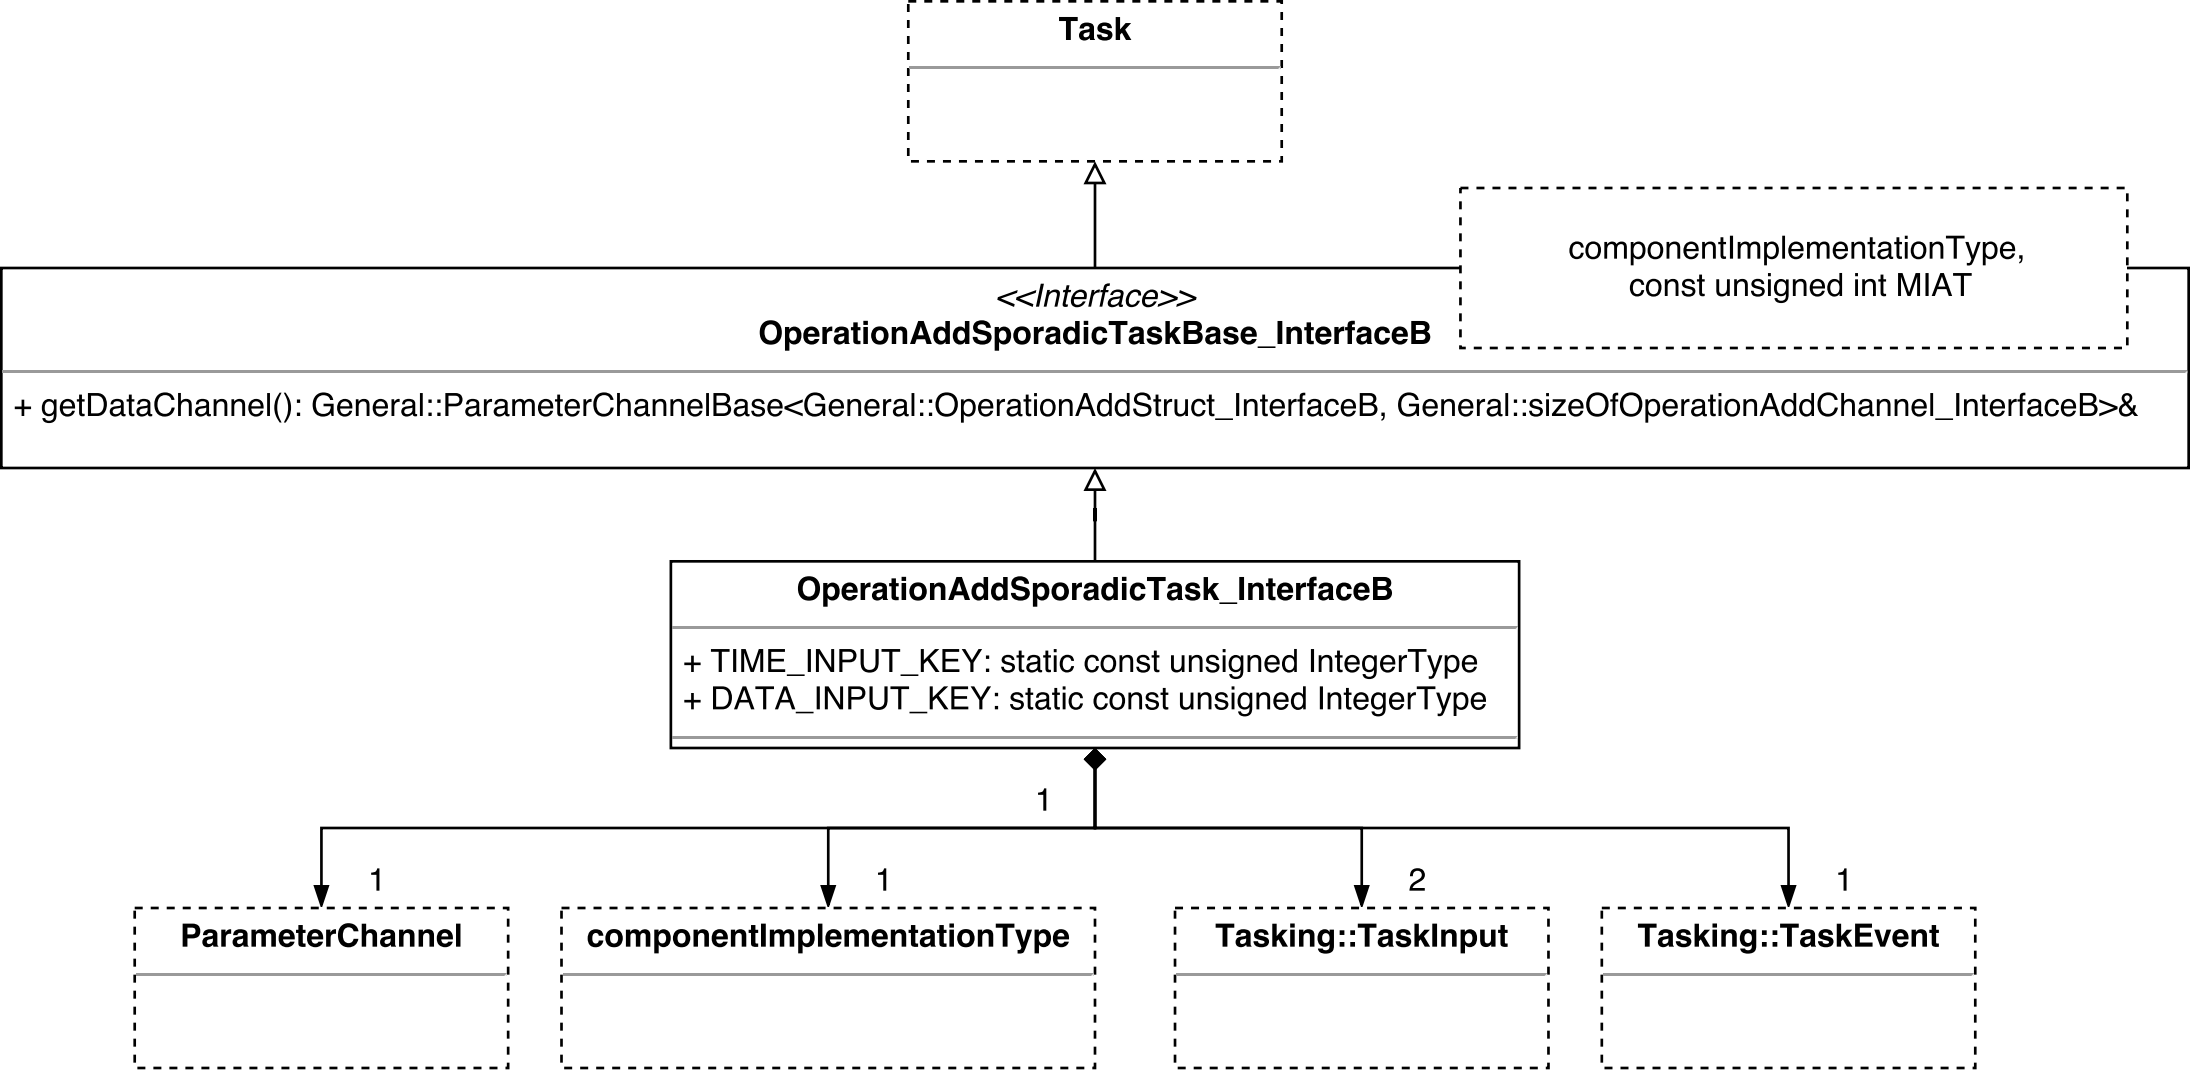 Task
componentImplementationType,
const unsigned int MIAT
<<Interface>>
OperationAddSporadicTaskBase_InterfaceB
+ getDataChannel(): General::ParameterChannelBase<General::OperationAddStruct_InterfaceB, General::sizeOfOperationAddChannel_InterfaceB>&
OperationAddSporadicTask_InterfaceB
+ TIME_INPUT_KEY: static const unsigned IntegerType
+ DATA_INPUT_KEY: static const unsigned IntegerType
1
1
1
2
1
ParameterChannel
componentImplementationType
Tasking::TaskInput
Tasking::TaskEvent